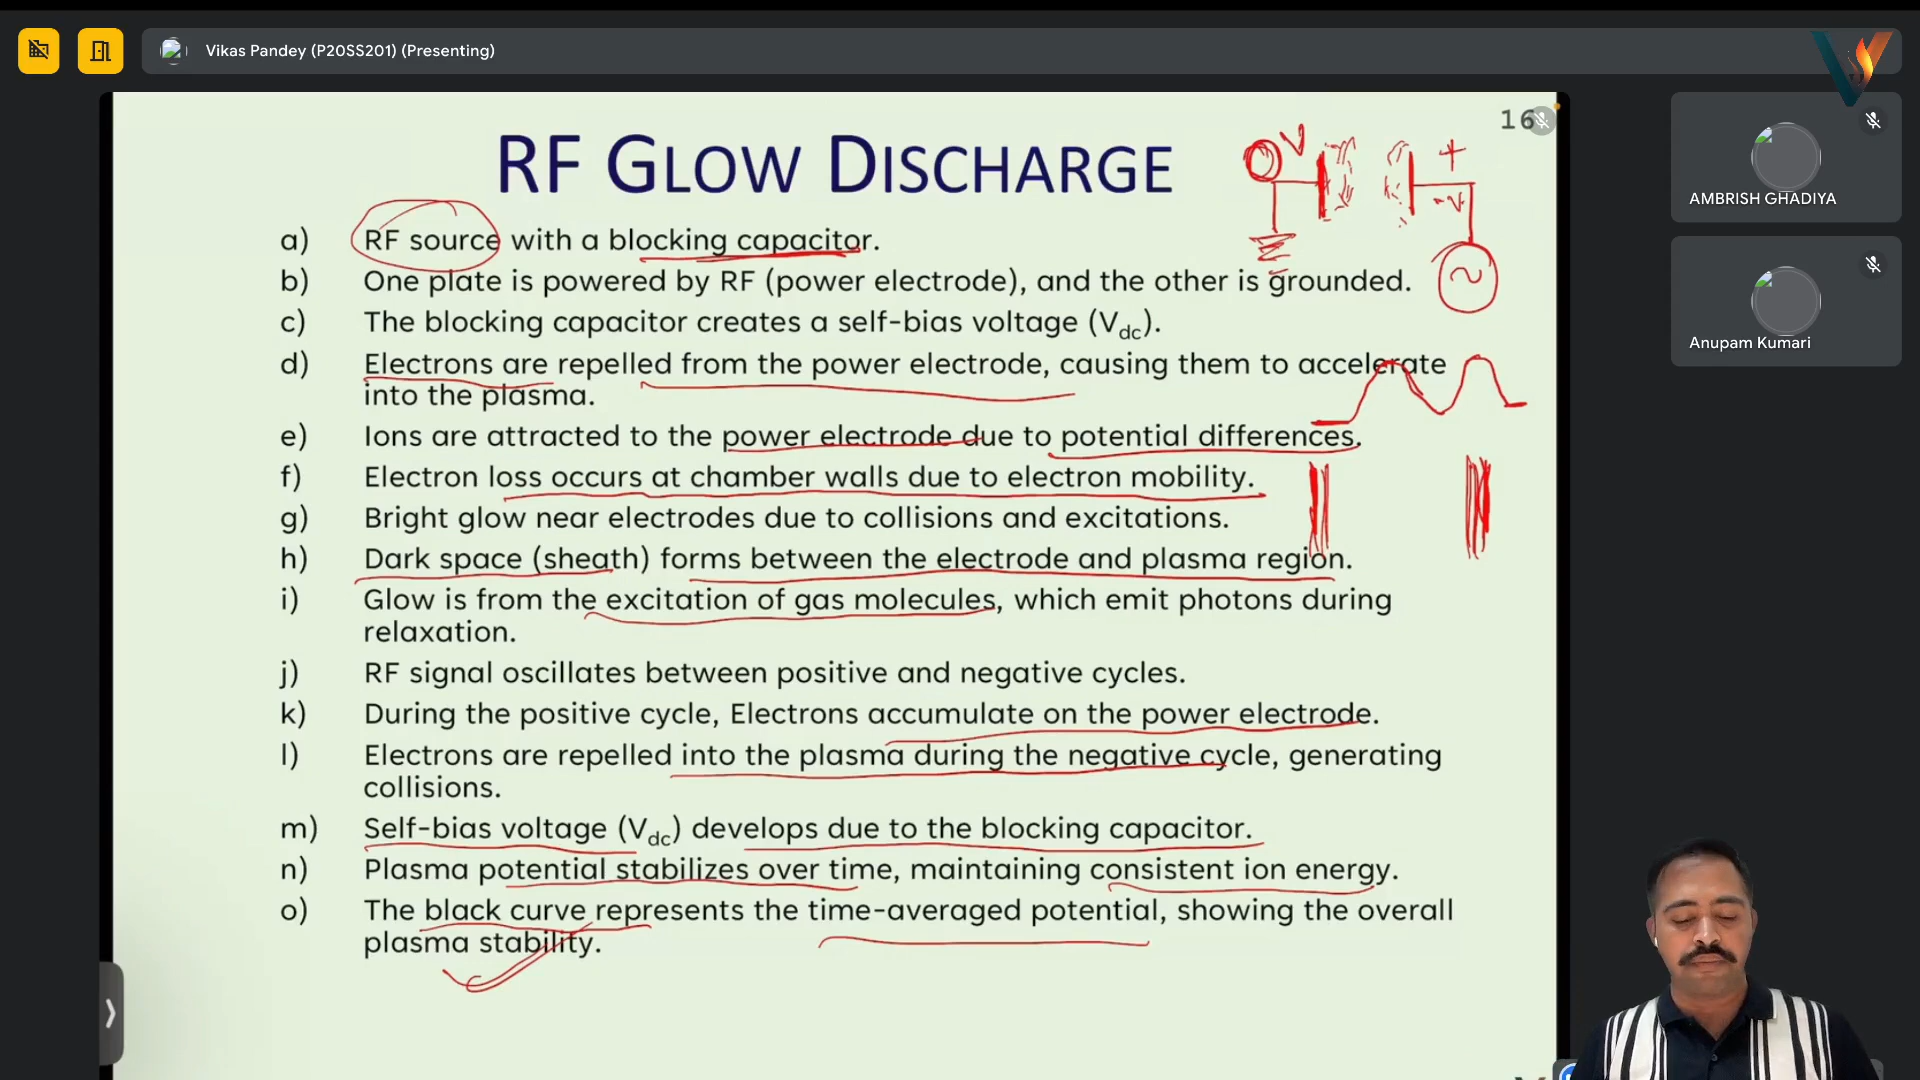 Vikas Pandey (P20SS201) (Presenting)
16
RF GLOW DISCHARGE
V
+
-v
a) RF source with a blocking capacitor.
b) One plate is powered by RF (power electrode), and the other is grounded.
c) The blocking capacitor creates a self-bias voltage (Vdc).
d) Electrons are repelled from the power electrode, causing them to accelerate
into the plasma.
e) Ions are attracted to the power electrode due to potential differences.
f) Electron loss occurs at chamber walls due to electron mobility.
g) Bright glow near electrodes due to collisions and excitations.
h) Dark space (sheath) forms between the electrode and plasma region.
i) Glow is from the excitation of gas molecules, which emit photons during
relaxation.
j) RF signal oscillates between positive and negative cycles.
k) During the positive cycle, Electrons accumulate on the power electrode.
l) Electrons are repelled into the plasma during the negative cycle, generating
collisions.
m) Self-bias voltage (Vdc) develops due to the blocking capacitor.
n) Plasma potential stabilizes over time, maintaining consistent ion energy.
o) The black curve represents the time-averaged potential, showing the overall
plasma stability.
AMBRISH GHADIYA
Anupam Kumari